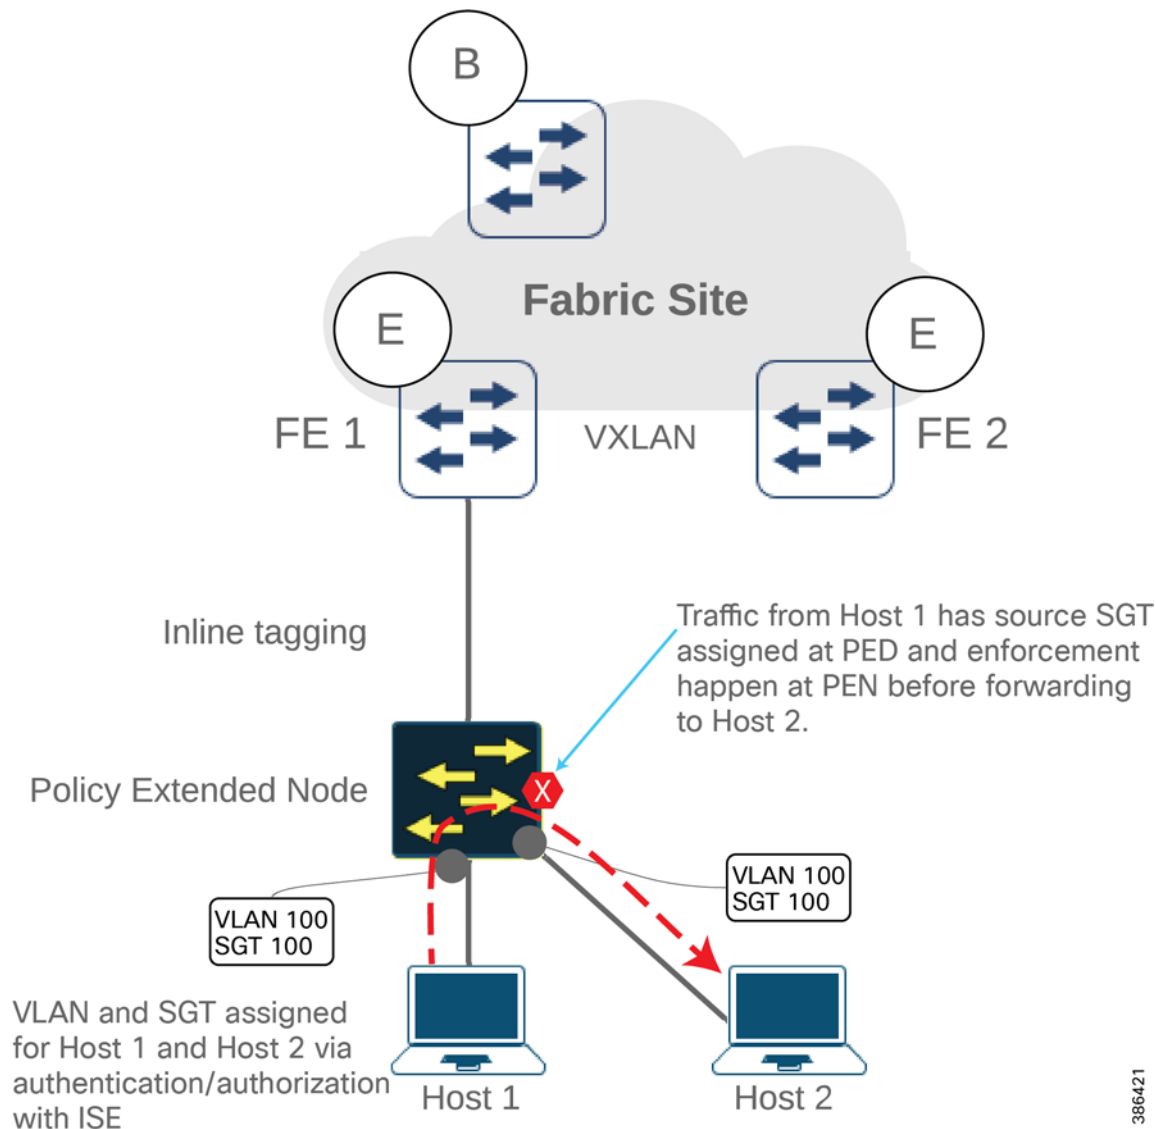 B
Fabric Site
E
E
FE 1
VXLAN
FE 2
Inline tagging
Traffic from Host 1 has source SGT
assigned at PED and enforcement
happen at PEN before forwarding
to Host 2.
Policy Extended Node
X
VLAN 100
SGT 100
VLAN 100
SGT 100
VLAN and SGT assigned
for Host 1 and Host 2 via
authentication/authorization
with ISE
Host 1
Host 2
386421